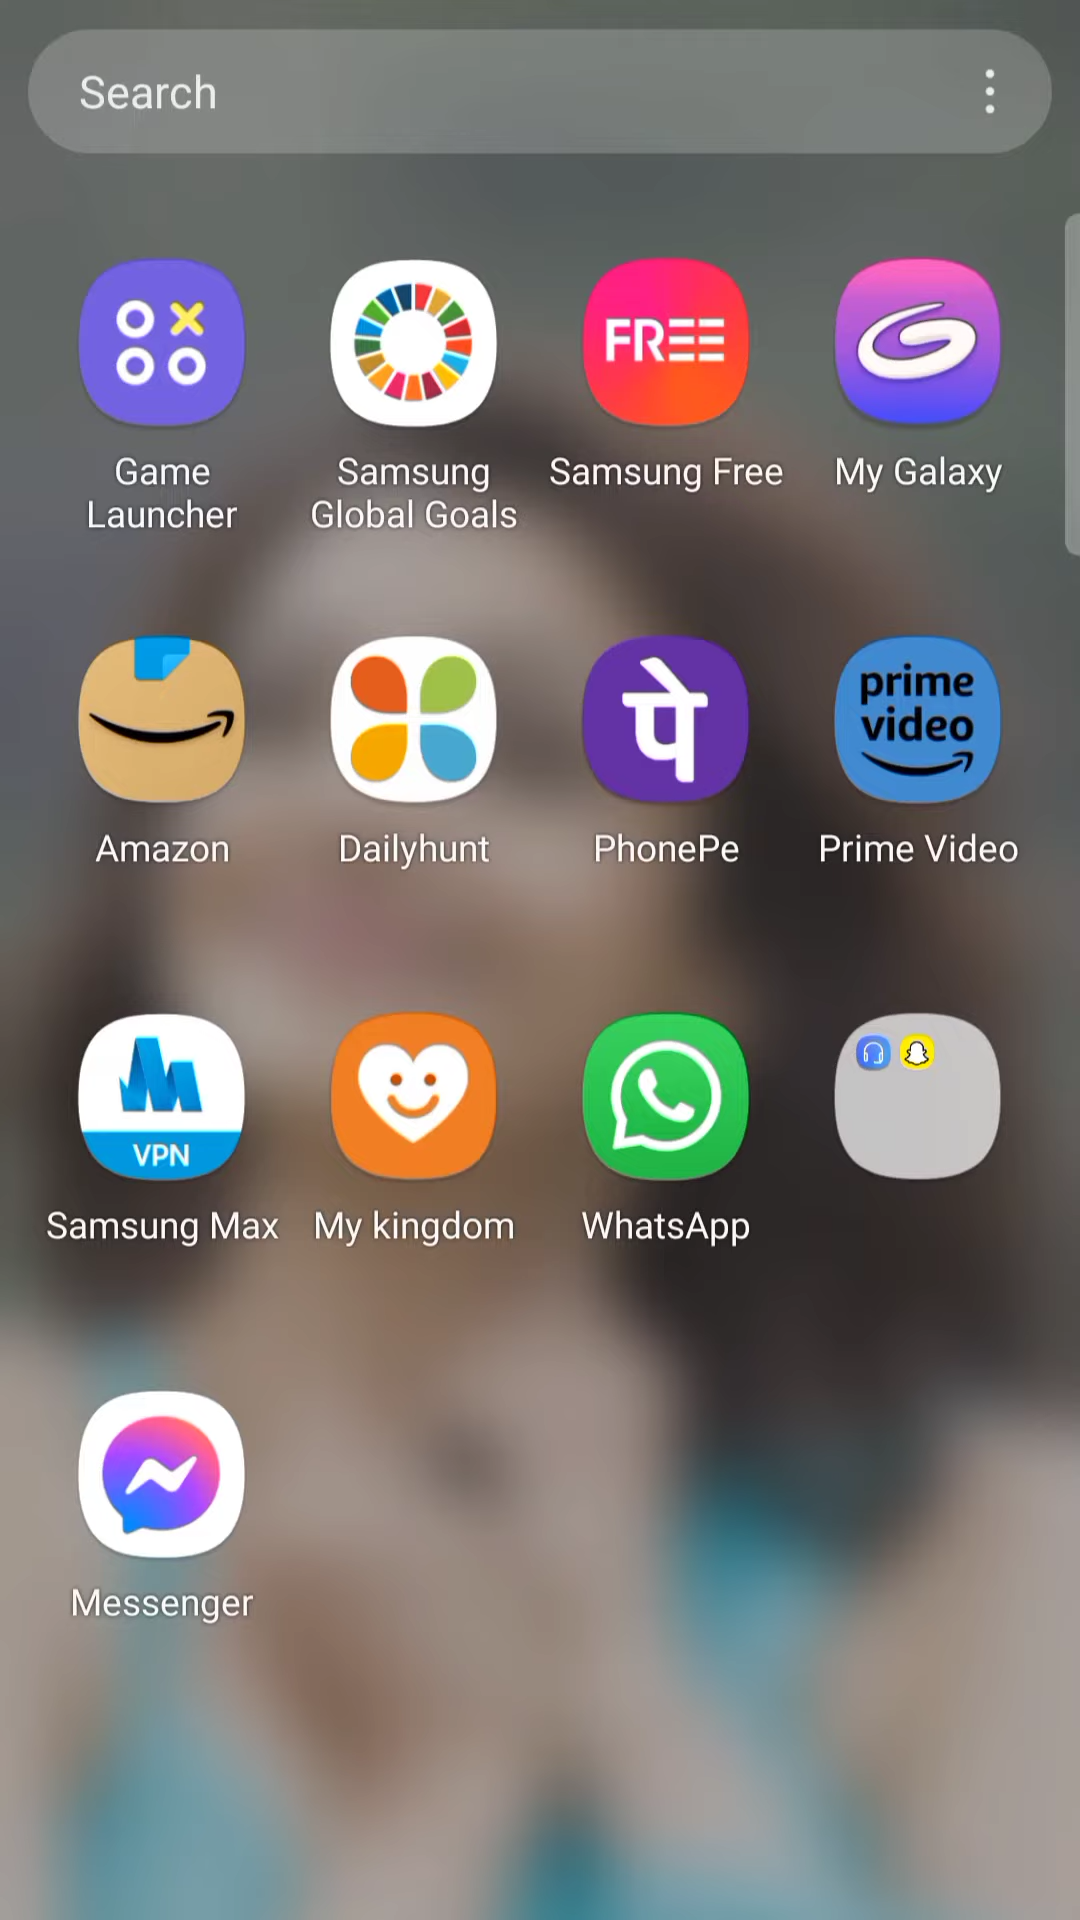 Search
FREE
Game Launcher
Samsung Global Goals
Samsung Free
My Galaxy
पे
prime
video
Amazon
Dailyhunt
PhonePe
Prime Video
VPN
Samsung Max
My kingdom
WhatsApp
Messenger